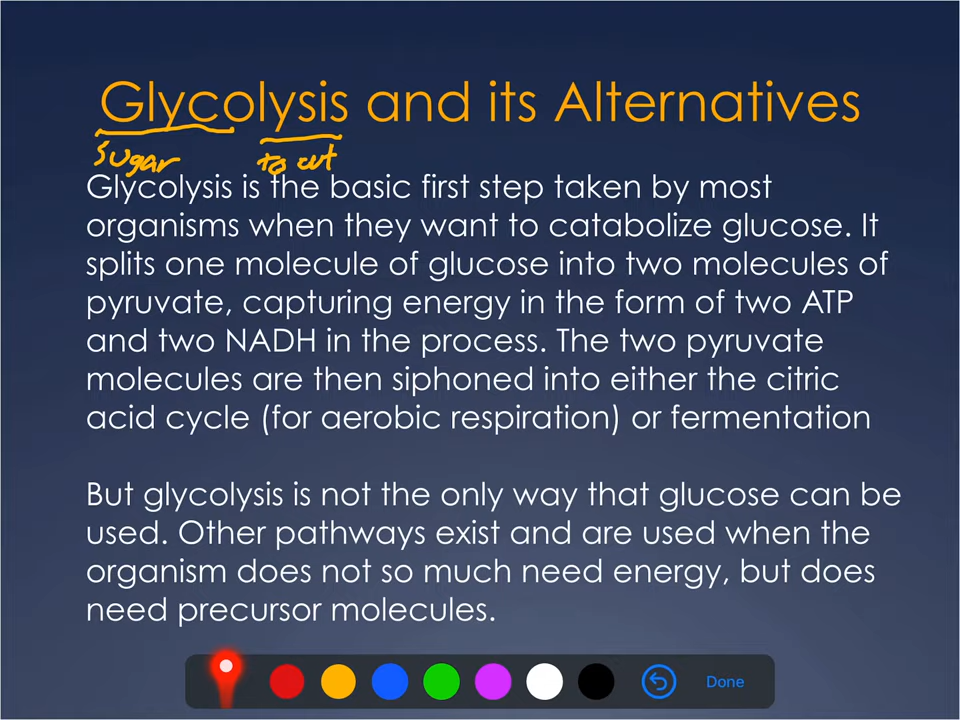 Glycolysis and its Alternatives
sugar to cut
Glycolysis is the basic first step taken by most
organisms when they want to catabolize glucose. It
splits one molecule of glucose into two molecules of
pyruvate, capturing energy in the form of two ATP
and two NADH in the process. The two pyruvate
molecules are then siphoned into either the citric
acid cycle (for aerobic respiration) or fermentation
But glycolysis is not the only way that glucose can be
used. Other pathways exist and are used when the
organism does not so much need energy, but does
need precursor molecules.
Done